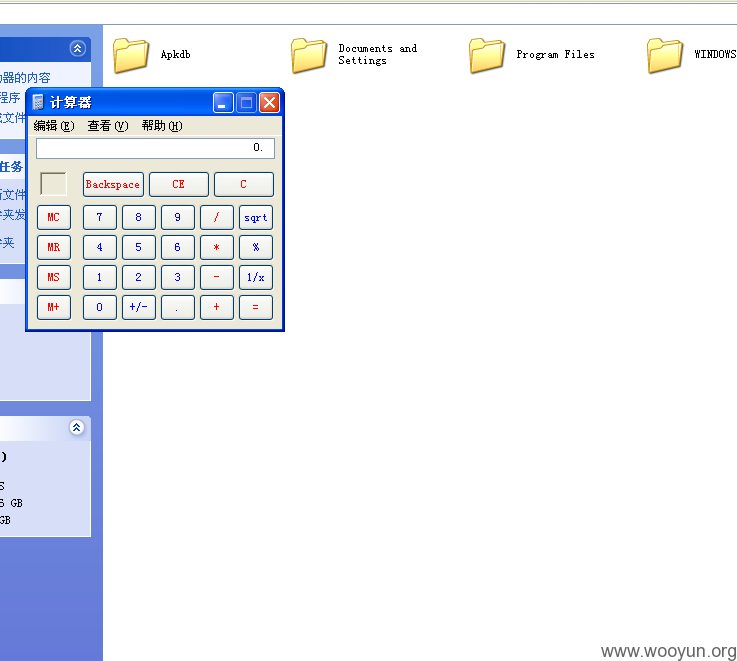 Apkdb
Documents and
Settings
Program Files
WINDOWS
器的内容
程序
文件
任务
文件
夹发
夹
)
S
GB
GB
计算器
编辑(E) 查看(V) 帮助(H)
0.
Backspace CE C
MC 7 8 9 / sqrt
MR 4 5 6 * %
MS 1 2 3 - 1/x
M+ 0 +/- . + =
www.wooyun.org